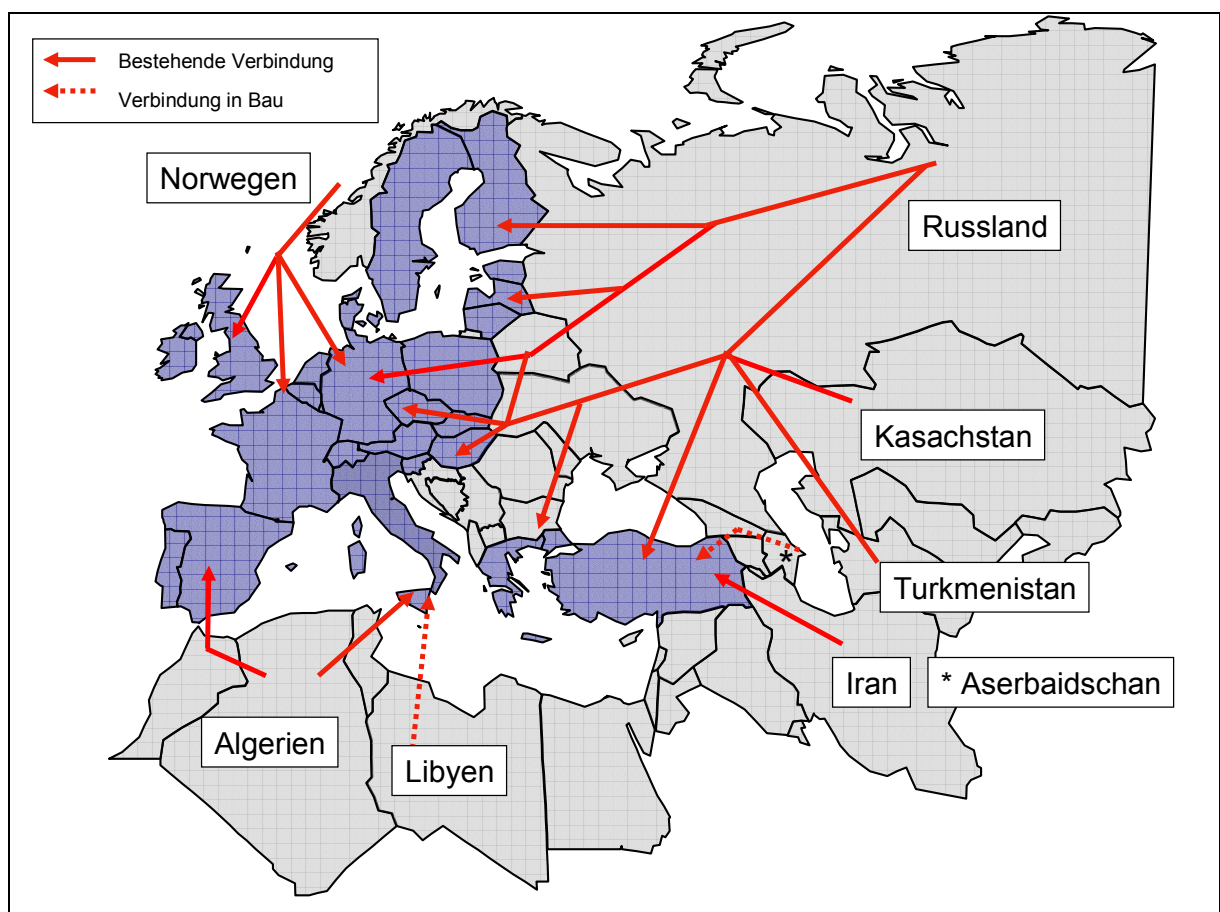 Bestehende Verbindung
Verbindung in Bau
Norwegen
Russland
Kasachstan
Turkmenistan
*
Iran
* Aserbaidschan
Algerien
Libyen